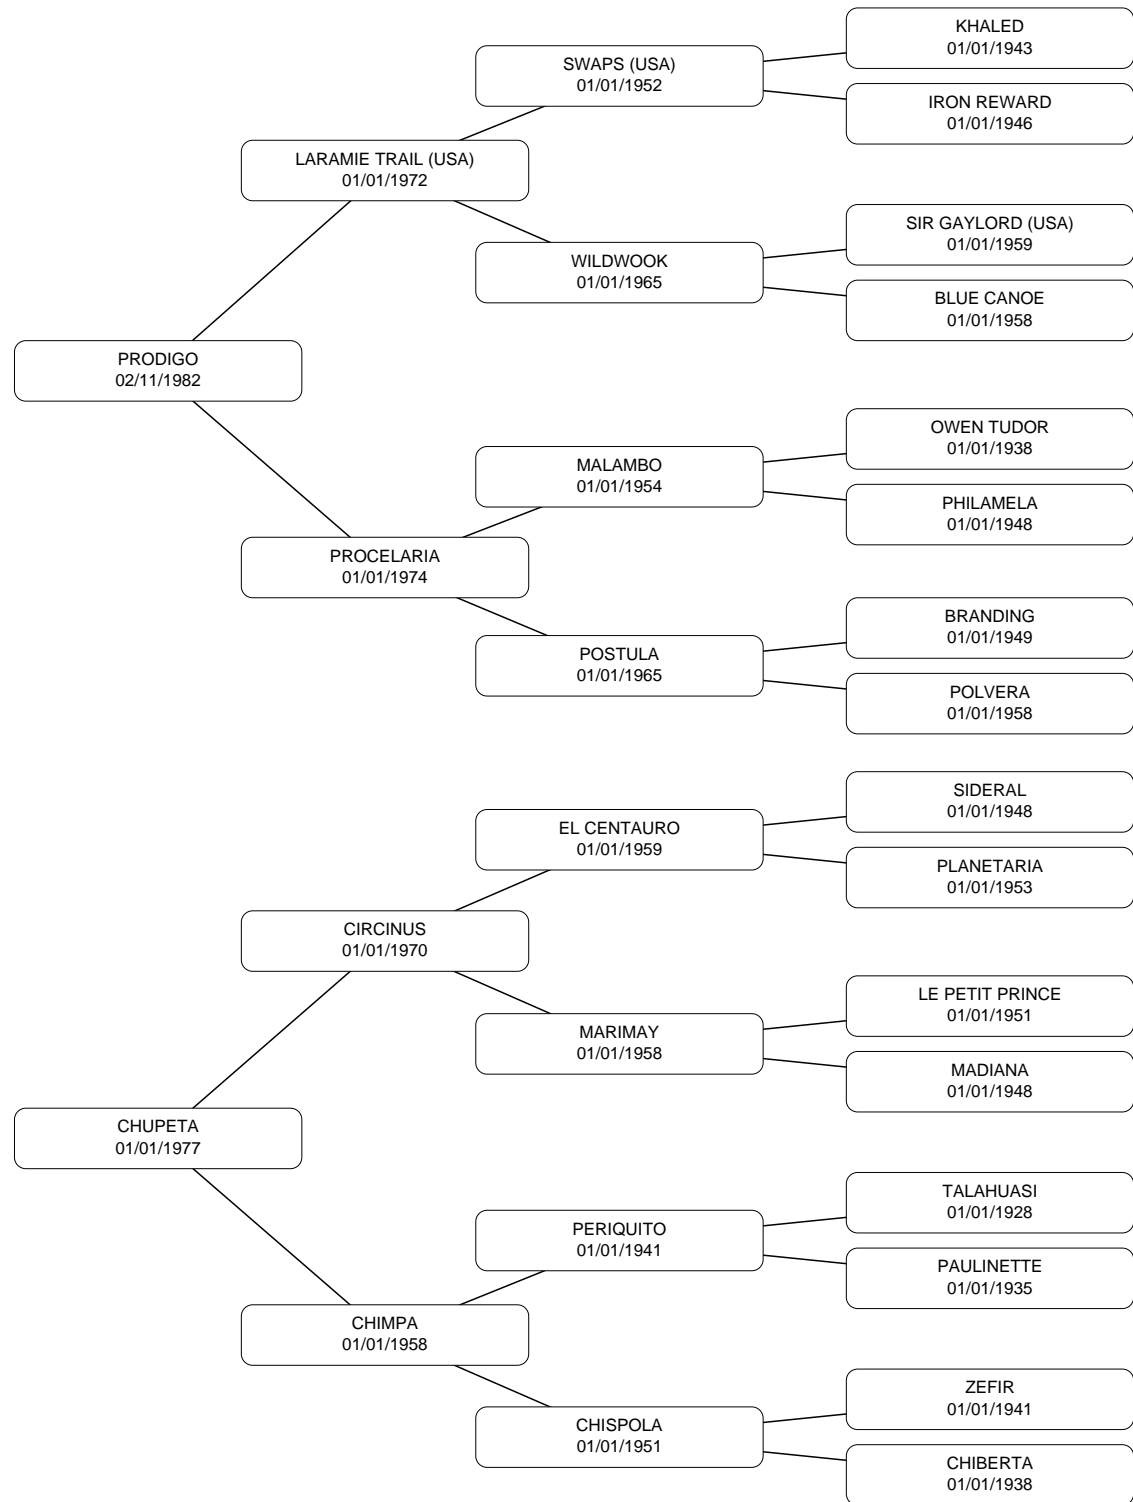 KHALED
01/01/1943
SWAPS (USA)
01/01/1952
IRON REWARD
01/01/1946
LARAMIE TRAIL (USA)
01/01/1972
SIR GAYLORD (USA)
01/01/1959
WILDWOOK
01/01/1965
BLUE CANOE
01/01/1958
PRODIGO
02/11/1982
OWEN TUDOR
01/01/1938
MALAMBO
01/01/1954
PHILAMELA
01/01/1948
PROCELARIA
01/01/1974
BRANDING
01/01/1949
POSTULA
01/01/1965
POLVERA
01/01/1958
SIDERAL
01/01/1948
EL CENTAURO
01/01/1959
PLANETARIA
01/01/1953
CIRCINUS
01/01/1970
LE PETIT PRINCE
01/01/1951
MARIMAY
01/01/1958
MADIANA
01/01/1948
CHUPETA
01/01/1977
TALAHUASI
01/01/1928
PERIQUITO
01/01/1941
PAULINETTE
01/01/1935
CHIMPA
01/01/1958
ZEFIR
01/01/1941
CHISPOLA
01/01/1951
CHIBERTA
01/01/1938